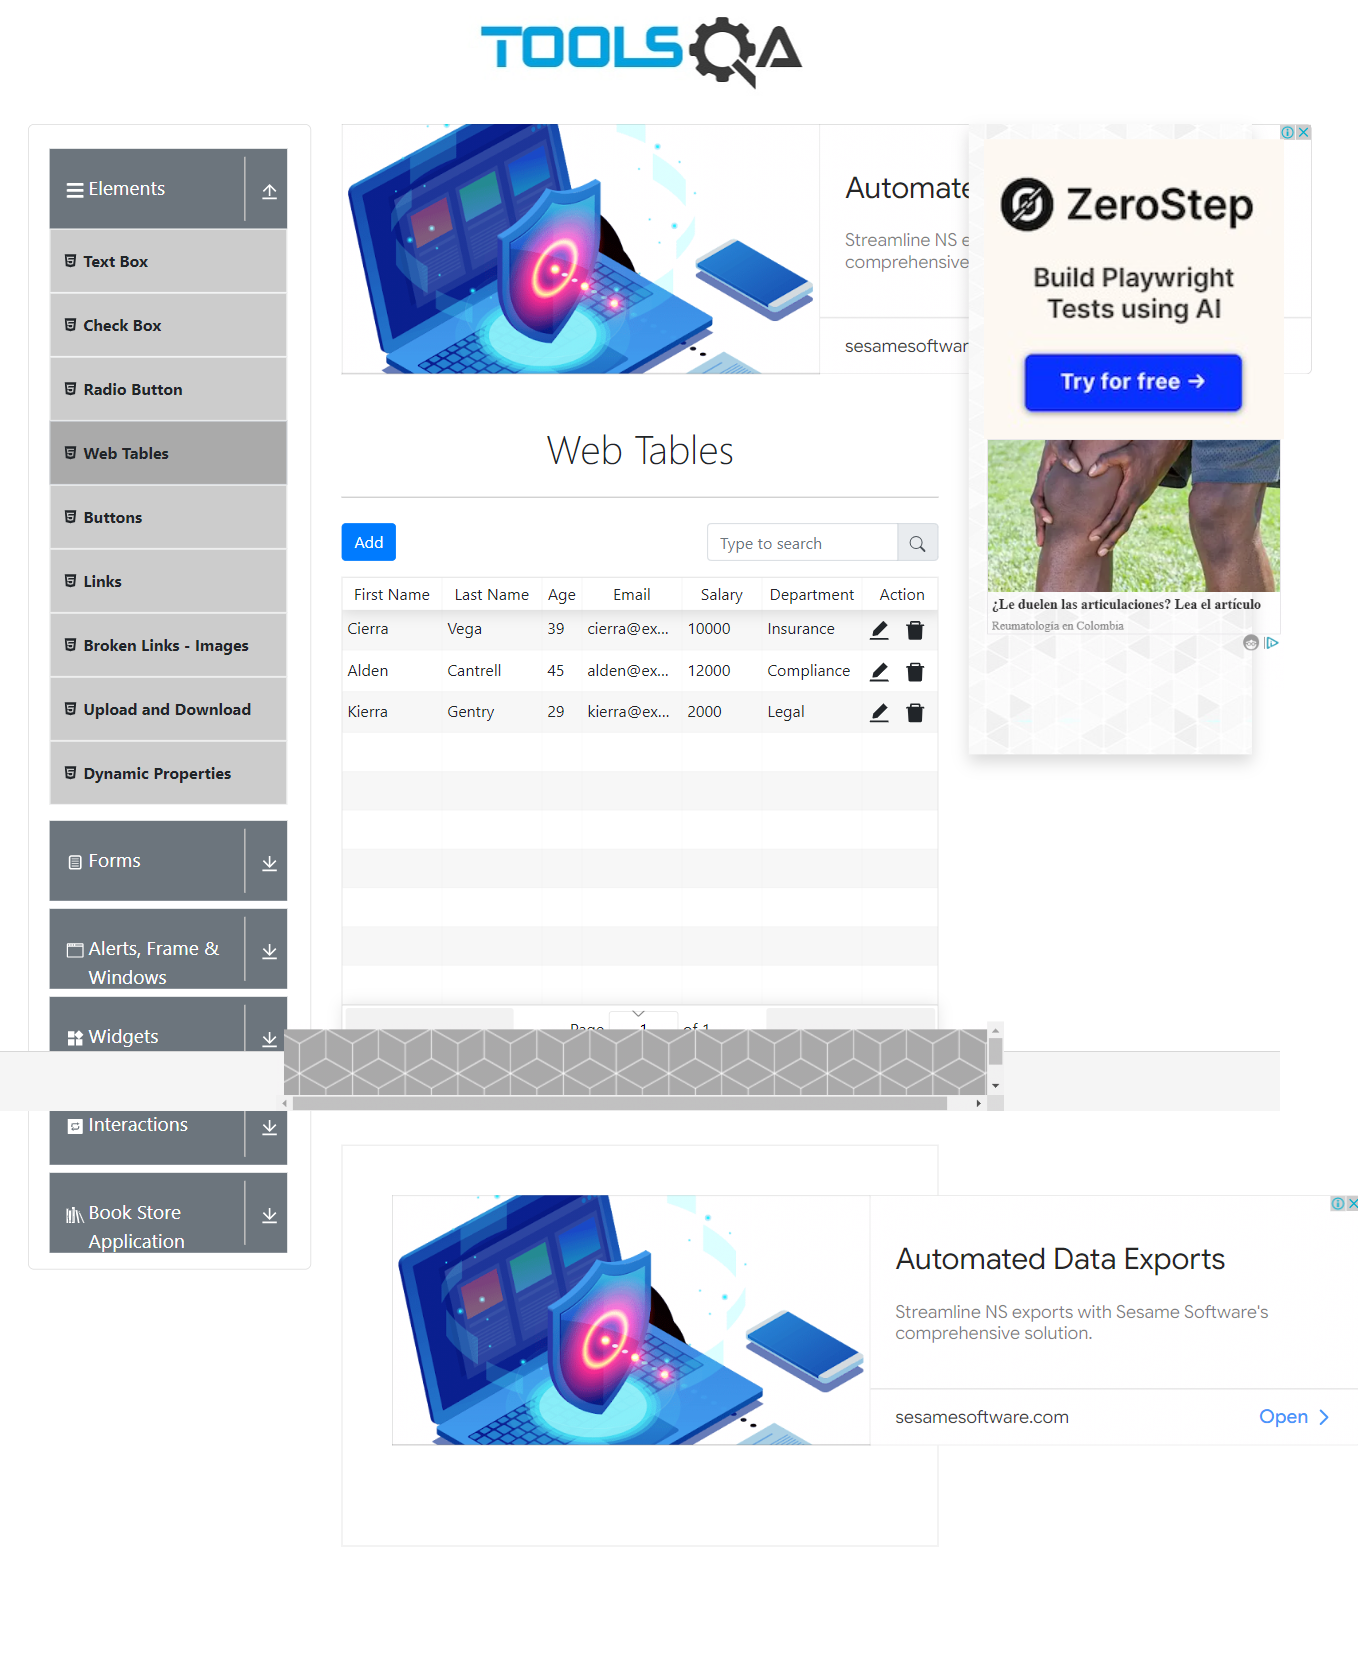 TOOLSQA
Elements
Text Box
Check Box
Radio Button
Web Tables
Buttons
Links
Broken Links - Images
Upload and Download
Dynamic Properties
Forms
Alerts, Frame &
Windows
Widgets
Interactions
Book Store
Application
Streamline NS
comprehensive
ZeroStep
Build Playwright
Tests using AI
Try for free →
¿Le duelen las articulaciones? Lea el artículo
Reumatología en Colombia
Web Tables
Add
Type to search
First Name Last Name Age Email Salary Department Action
Cierra Vega 39 cierra@ex... 10000 Insurance
Alden Cantrell 45 alden@ex... 12000 Compliance
Kierra Gentry 29 kierra@ex... 2000 Legal
Page 1 of 1
Automated Data Exports
Streamline NS exports with Sesame Software's
comprehensive solution.
sesamesoftware.com
Open